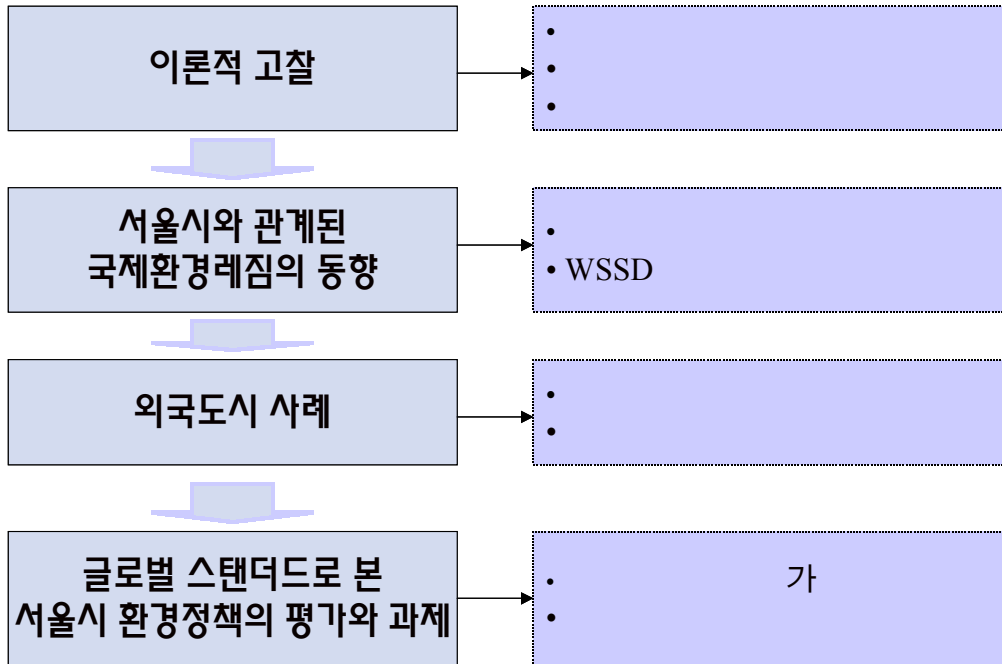 이론적 고찰
•
•
•
서울시와 관계된
국제환경레짐의 동향
•
• WSSD
외국도시 사례
•
•
글로벌 스탠더드로 본
서울시 환경정책의 평가와 과제
• 가
•